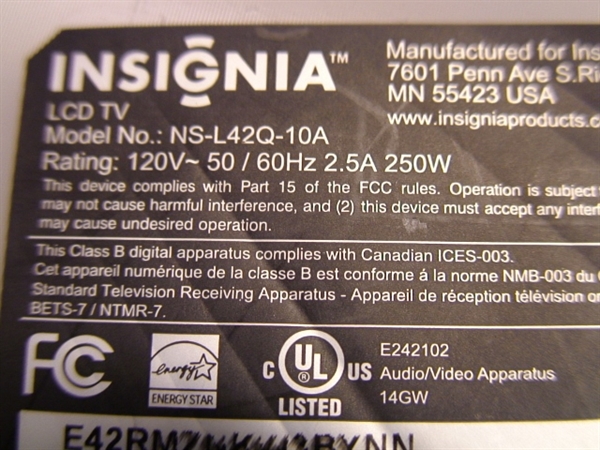 INSIGNIA™
LCD TV
Model No.: NS-L42Q-10A
Rating: 120V~ 50 / 60Hz 2.5A 250W
Manufactured for Ins
7601 Penn Ave S.Ri
MN 55423 USA
www.insigniaproducts.c
This device complies with Part 15 of the FCC rules. Operation is subject
may not cause harmful interference, and (2) this device must accept any interf
may cause undesired operation.
This Class B digital apparatus complies with Canadian ICES-003.
Cet appareil numérique de la classe B est conforme á la norme NMB-003 du
Standard Television Receiving Apparatus - Appareil de réception télévision or
BETS-7 / NTMR-7.
FC
energy
ENERGY STAR
C UL ® US
LISTED
E242102
Audio/Video Apparatus
14GW